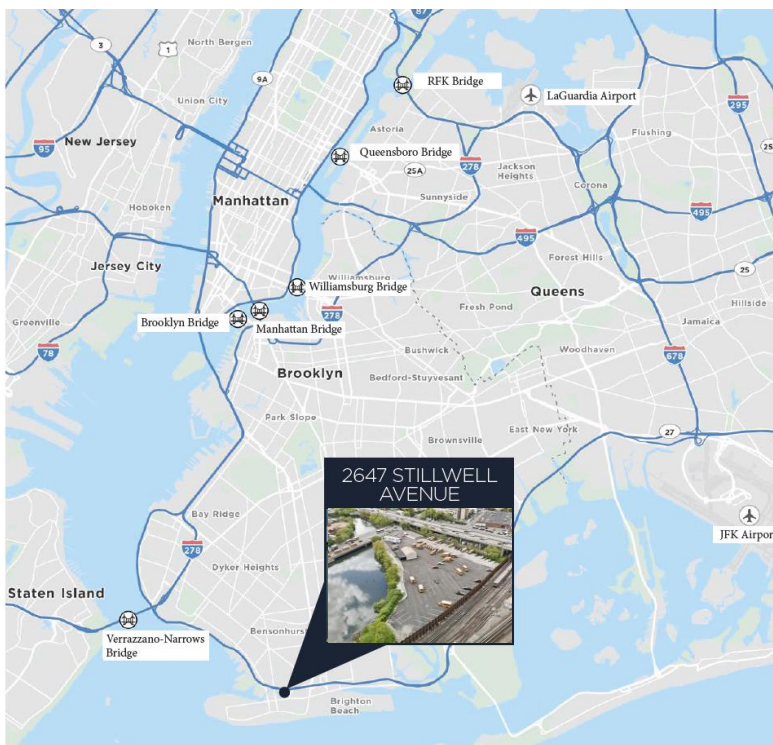 87
3
1
North Bergen
9A
RFK Bridge
LaGuardia Airport
295
Union City
Astoria
Flushing
New Jersey
95
Queensboro Bridge
25A
278
Jackson
Heights
Corona
Manhattan
Sunnyside
495
495
Hoboken
Forest Hills
Jersey City
25
Williamsburg
Williamsburg Bridge
Queens
Hillside
Fresh Pond
278
Brooklyn Bridge
Manhattan Bridge
Greenville
Jamaica
78
Bushwick
Woodhaven
678
Brooklyn
Bedford-Stuyvesant
Park Slope
East New York
27
Brownsville
2647 STILLWELL
AVENUE
Bay Ridge
JFK Airpor
278
Dyker Heights
Staten Island
Bensonhurst
Verrazzano-Narrows
Bridge
Brighton
Beach